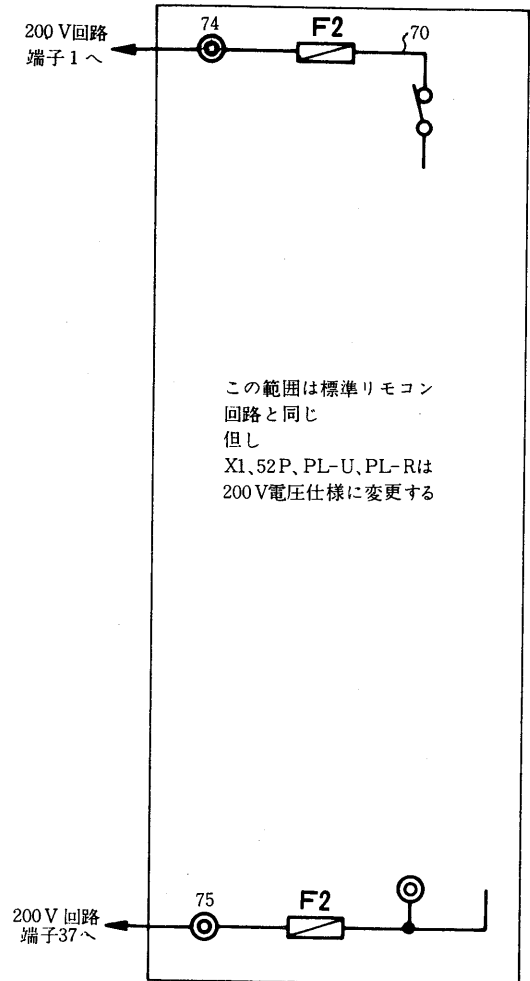 200V回路
端子1へ
74
F2
70
この範囲は標準リモコン
回路と同じ
但し
X1、52P、PL-U、PL-Rは
200V電圧仕様に変更する
200V回路
端子37へ
75
F2